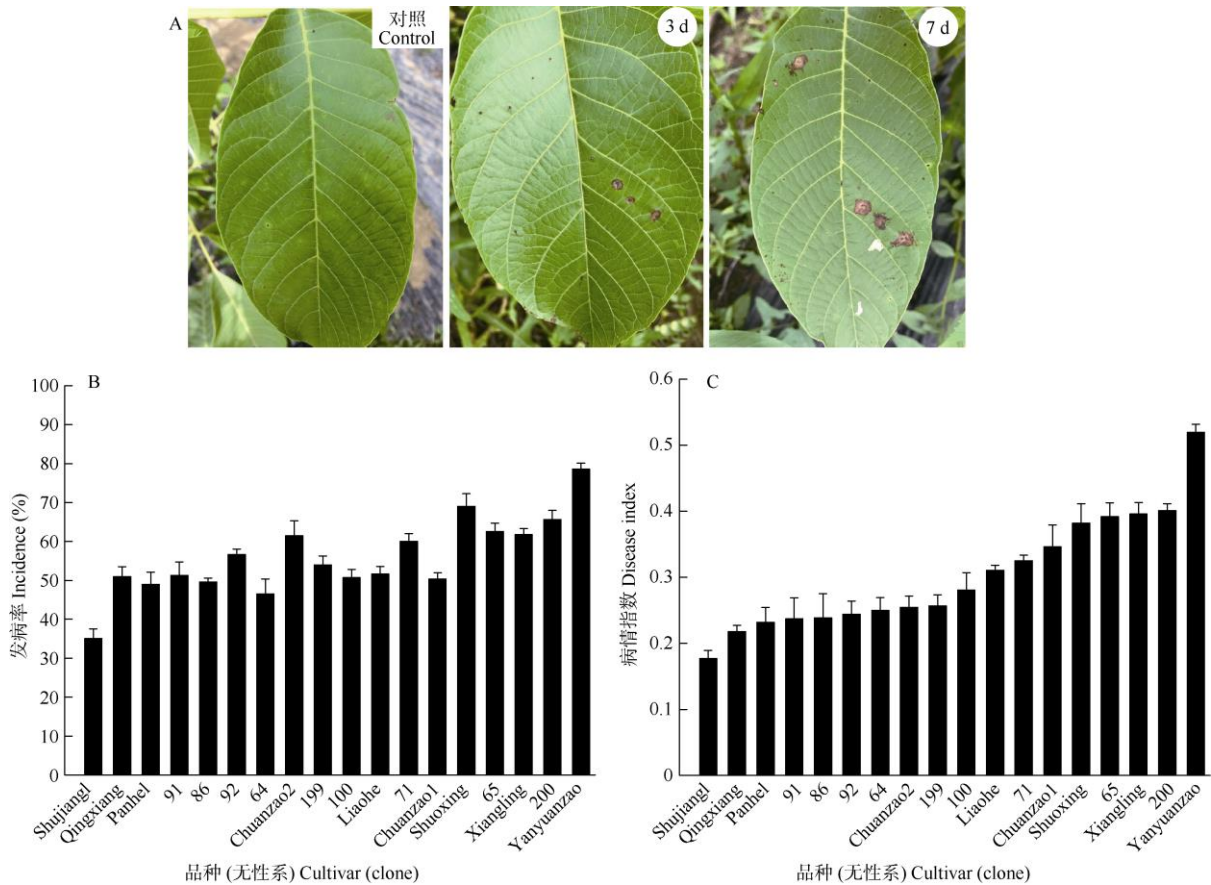 A
对照
Control
3 d
7 d
B
100
90
80
70
60
50
40
30
20
10
0
发病率 Incidence (%)
Shujiangl
Qingxiang
Panhel
91
86
92
64
Chuanzao2
199
100
Liaohe
71
Chuanzao1
Shuoxing
65
Xiangling
200
Yanyuanzao
品种 (无性系) Cultivar (clone)
C
0.6
0.5
0.4
0.3
0.2
0.1
0
病情指数 Disease index
Shujiangl
Qingxiang
Panhel
91
86
92
64
Chuanzao2
199
100
Liaohe
71
Chuanzao1
Shuoxing
65
Xiangling
200
Yanyuanzao
品种 (无性系) Cultivar (clone)